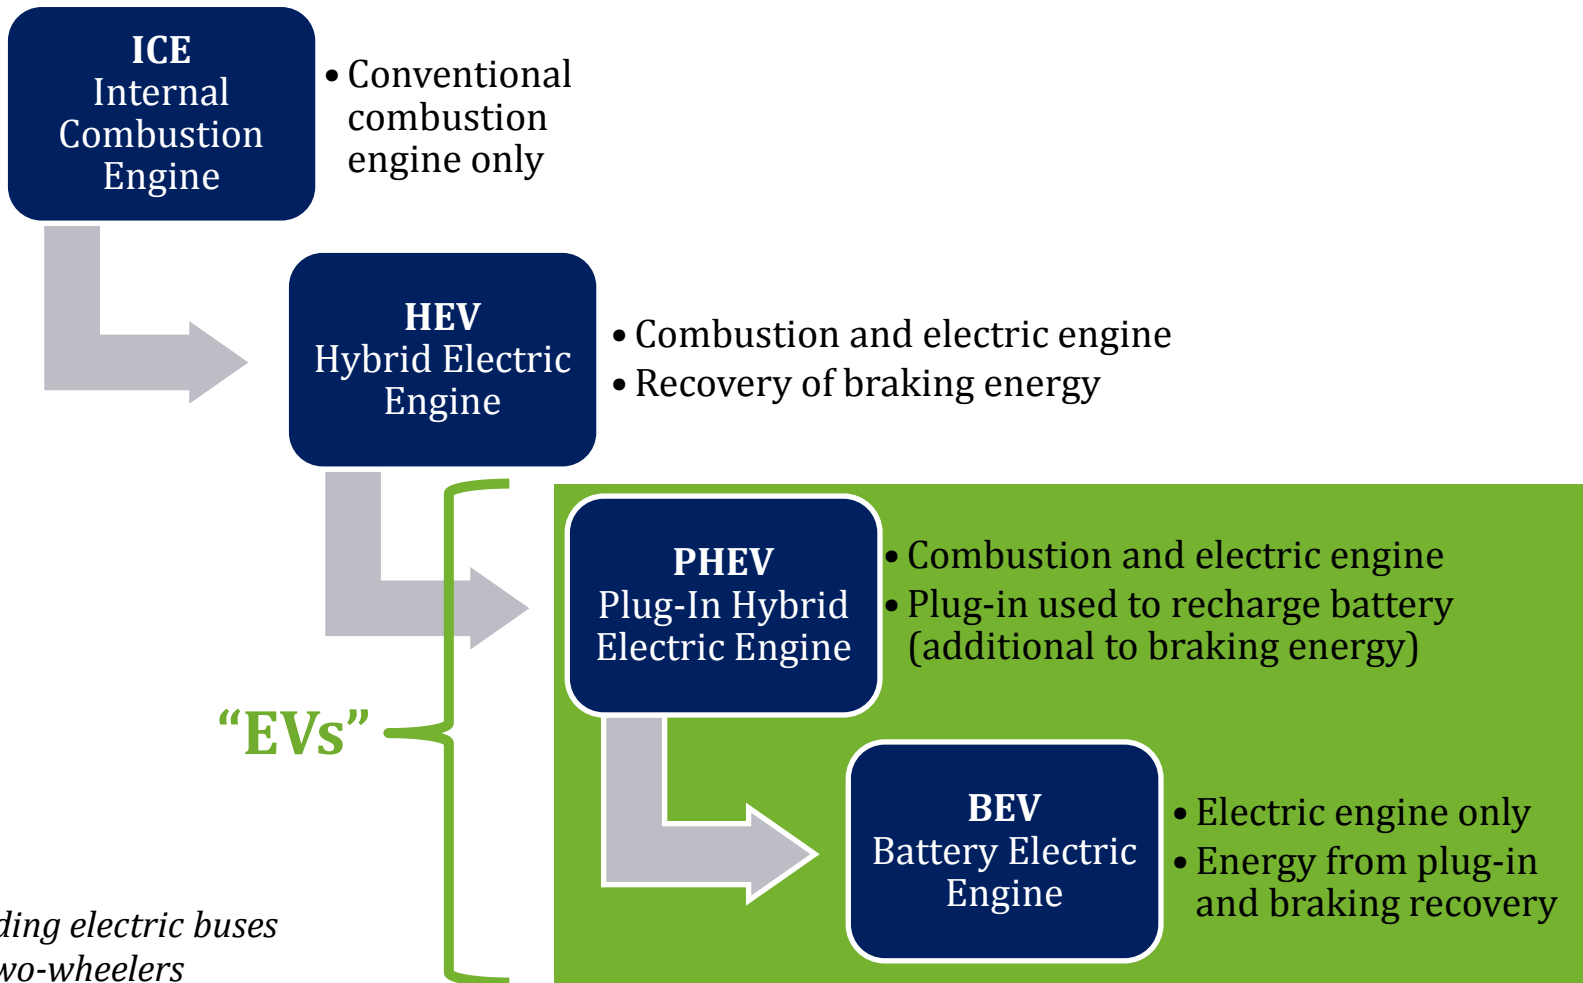 ICE
Internal
Combustion
Engine
• Conventional
combustion
engine only
HEV
Hybrid Electric
Engine
• Combustion and electric engine
• Recovery of braking energy
PHEV
Plug-In Hybrid
Electric Engine
• Combustion and electric engine
• Plug-in used to recharge battery
(additional to braking energy)
“EVs”
BEV
Battery Electric
Engine
• Electric engine only
• Energy from plug-in
and braking recovery
electric buses